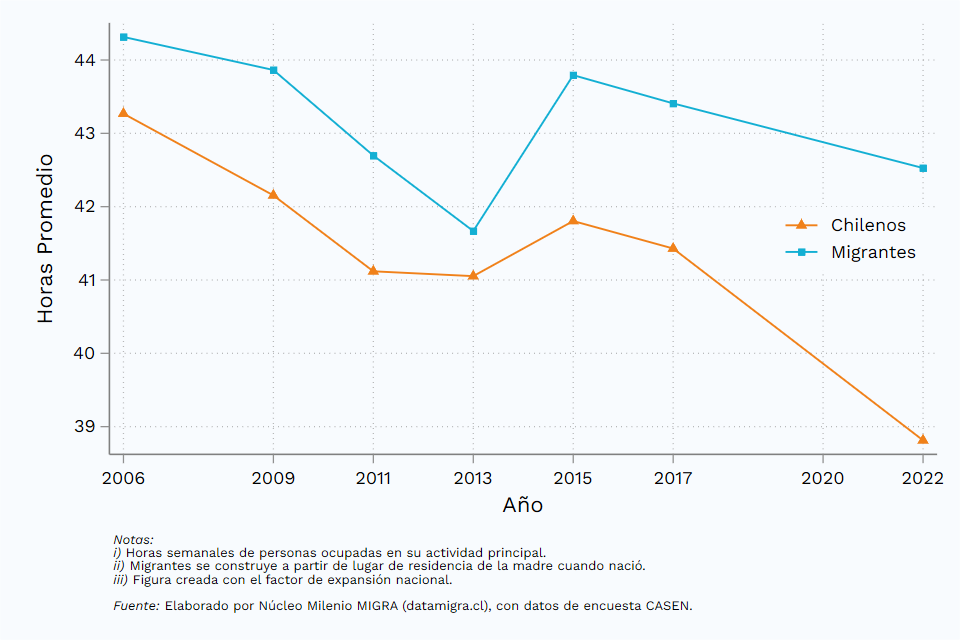 44
43
42
41
40
39
Horas Promedio
Chilenos
Migrantes
2006 2009 2011 2013 2015 2017 2020 2022
Año
Notas:
i) Horas semanales de personas ocupadas en su actividad principal.
ii) Migrantes se construye a partir de lugar de residencia de la madre cuando nació.
iii) Figura creada con el factor de expansión nacional.
Fuente: Elaborado por Núcleo Milenio MIGRA (datamigra.cl), con datos de encuesta CASEN.